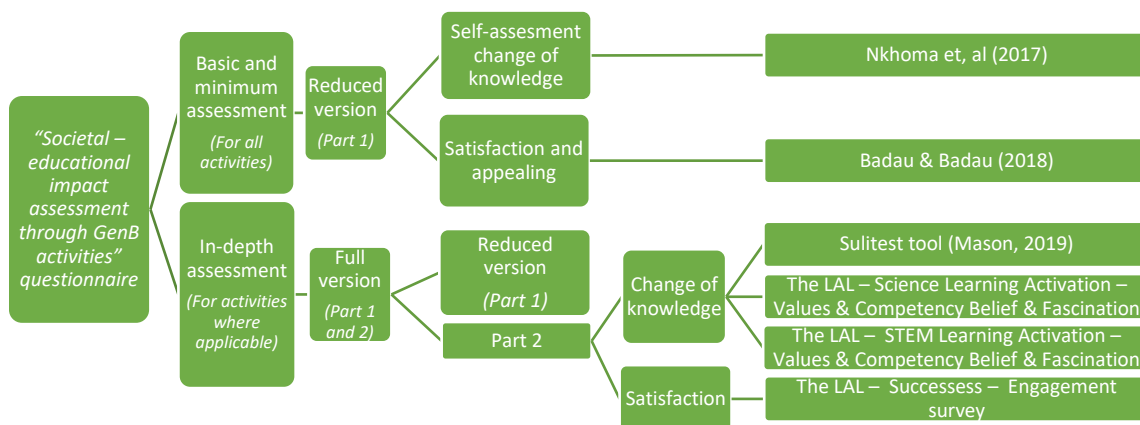 “Societal –
educational
impact
assessment
through GenB
activities”
questionnaire
Basic and
minimum
assessment
(For all
activities)
Reduced
version
(Part 1)
Self-assesment
change of
knowledge
Nkhoma et, al (2017)
Satisfaction and
appealing
Badau & Badau (2018)
In-depth
assessment
(For activities
where
applicable)
Full
version
(Part 1
and 2)
Reduced
version
(Part 1)
Part 2
Change of
knowledge
Sulitest tool (Mason, 2019)
The LAL – Science Learning Activation –
Values & Competency Belief & Fascination
The LAL – STEM Learning Activation –
Values & Competency Belief & Fascination
Satisfaction
The LAL – Successess – Engagement
survey